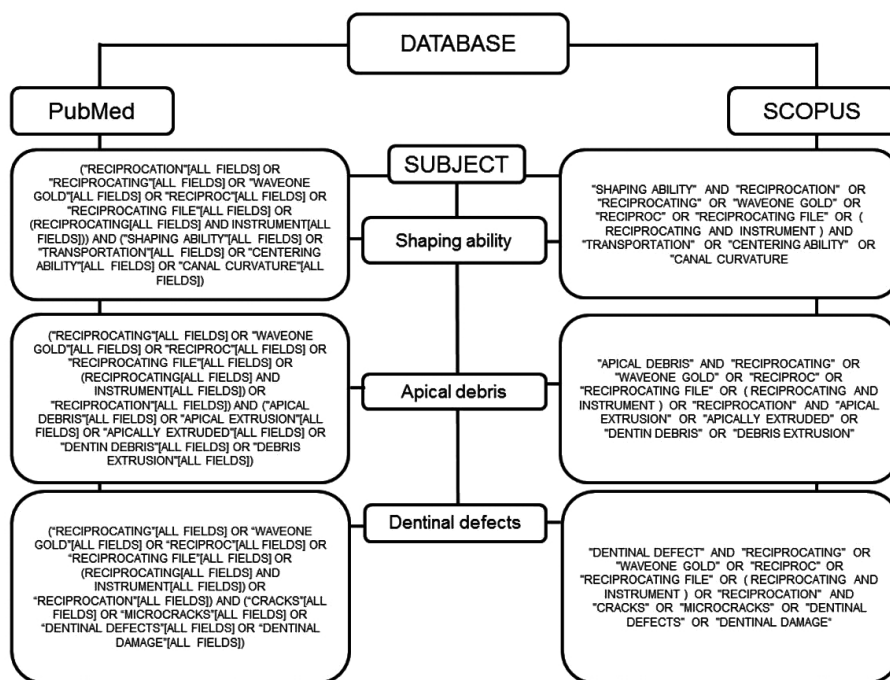 DATABASE
PubMed
SCOPUS
SUBJECT
("RECIPROCATION"[ALL FIELDS] OR
"RECIPROCATING"[ALL FIELDS] OR "WAVEONE
GOLD"[ALL FIELDS] OR "RECIPROC"[ALL FIELDS] OR
"RECIPROCATING FILE"[ALL FIELDS] OR
(RECIPROCATING[ALL FIELDS] AND INSTRUMENT[ALL
FIELDS])) AND ("SHAPING ABILITY"[ALL FIELDS] OR
"TRANSPORTATION"[ALL FIELDS] OR "CENTERING
ABILITY"[ALL FIELDS] OR "CANAL CURVATURE"[ALL
FIELDS])
Shaping ability
"SHAPING ABILITY" AND "RECIPROCATION" OR
"RECIPROCATING" OR "WAVEONE GOLD" OR
"RECIPROC" OR "RECIPROCATING FILE" OR (
RECIPROCATING AND INSTRUMENT ) AND
"TRANSPORTATION" OR "CENTERING ABILITY" OR
"CANAL CURVATURE
("RECIPROCATING"[ALL FIELDS] OR "WAVEONE
GOLD"[ALL FIELDS] OR "RECIPROC"[ALL FIELDS] OR
"RECIPROCATING FILE"[ALL FIELDS] OR
(RECIPROCATING[ALL FIELDS] AND
INSTRUMENT[ALL FIELDS]) OR
"RECIPROCATION"[ALL FIELDS]) AND ("APICAL
DEBRIS"[ALL FIELDS] OR "APICAL EXTRUSION"[ALL
FIELDS] OR "APICALLY EXTRUDED"[ALL FIELDS] OR
"DENTIN DEBRIS"[ALL FIELDS] OR "DEBRIS
EXTRUSION"[ALL FIELDS])
Apical debris
"APICAL DEBRIS" AND "RECIPROCATING" OR
"WAVEONE GOLD" OR "RECIPROC" OR
"RECIPROCATING FILE" OR ( RECIPROCATING AND
INSTRUMENT ) OR "RECIPROCATION" AND "APICAL
EXTRUSION" OR "APICALLY EXTRUDED" OR
"DENTIN DEBRIS" OR "DEBRIS EXTRUSION"
("RECIPROCATING"[ALL FIELDS] OR "WAVEONE
GOLD"[ALL FIELDS] OR "RECIPROC"[ALL FIELDS] OR
"RECIPROCATING FILE"[ALL FIELDS] OR
(RECIPROCATING[ALL FIELDS] AND
INSTRUMENT[ALL FIELDS]) OR
"RECIPROCATION"[ALL FIELDS]) AND ("CRACKS"[ALL
FIELDS] OR "MICROCRACKS"[ALL FIELDS] OR
"DENTINAL DEFECTS"[ALL FIELDS] OR "DENTINAL
DAMAGE"[ALL FIELDS])
Dentinal defects
"DENTINAL DEFECT" AND "RECIPROCATING" OR
"WAVEONE GOLD" OR "RECIPROC" OR
"RECIPROCATING FILE" OR ( RECIPROCATING AND
INSTRUMENT ) OR "RECIPROCATION" AND
"CRACKS" OR "MICROCRACKS" OR "DENTINAL
DEFECTS" OR "DENTINAL DAMAGE"